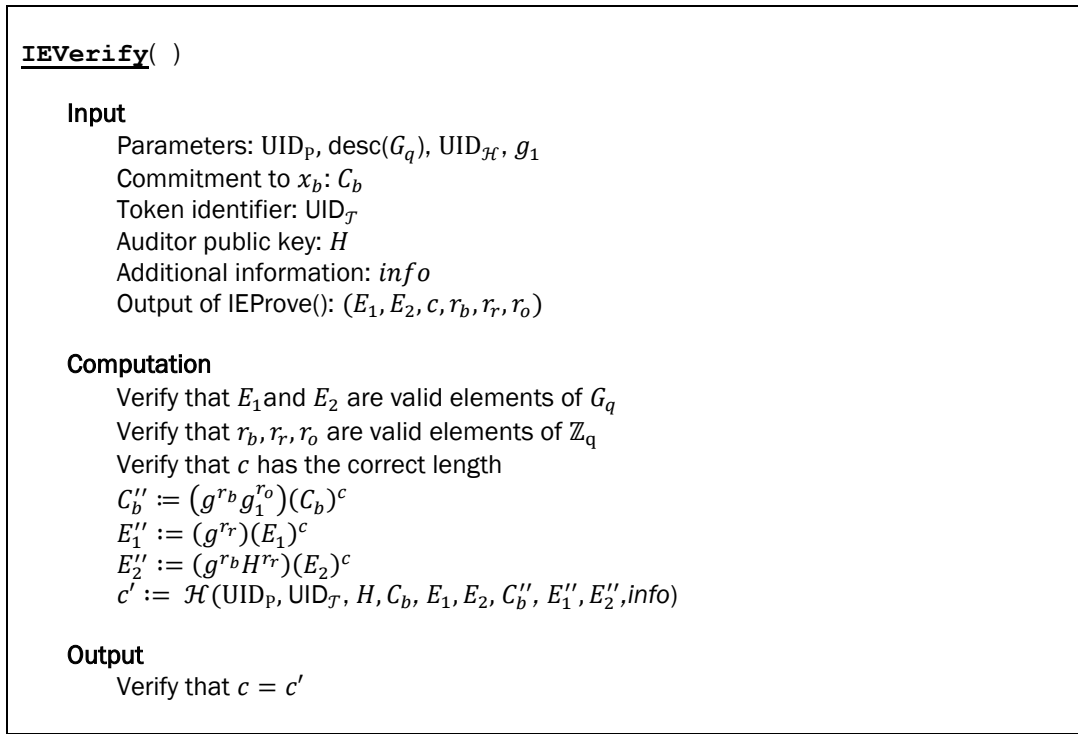 IEVerify( )
Input
Parameters: UID_P, desc(G_q), UID_ℋ, g_1
Commitment to x_b: C_b
Token identifier: UID_𝒯
Auditor public key: H
Additional information: info
Output of IEProve(): (E_1, E_2, c, r_b, r_r, r_o)
Computation
Verify that E_1and E_2 are valid elements of G_q
Verify that r_b, r_r, r_o are valid elements of ℤ_q
Verify that c has the correct length
C_b′′ ≔ (g^{r_b} g_1^{r_o})(C_b)^c
E_1′′ ≔ (g^{r_r})(E_1)^c
E_2′′ ≔ (g^{r_b} H^{r_r})(E_2)^c
c′ ≔ ℋ(UID_P, UID_𝒯, H, C_b, E_1, E_2, C_b′′, E_1′′, E_2′′,info)
Output
Verify that c = c′